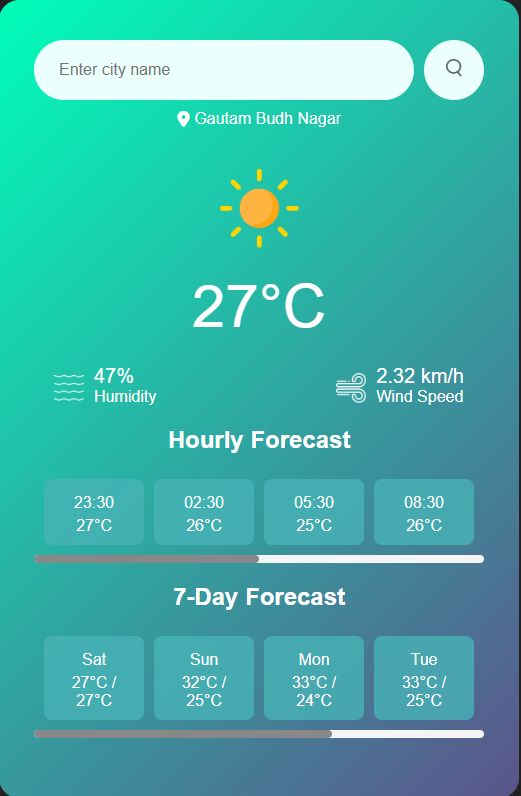 Enter city name
Gautam Budh Nagar
27°C
47%
Humidity
2.32 km/h
Wind Speed
Hourly Forecast
23:30
27°C
02:30
26°C
05:30
25°C
08:30
26°C
7-Day Forecast
Sat
27°C /
27°C
Sun
32°C /
25°C
Mon
33°C /
24°C
Tue
33°C /
25°C